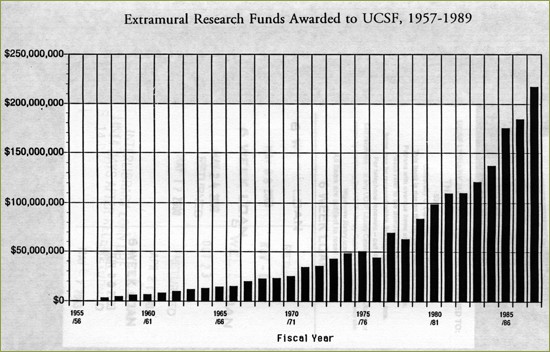 Extramural Research Funds Awarded to UCSF, 1957-1989
$250,000,000
$200,000,000
$150,000,000
$100,000,000
$50,000,000
$0
1955 1960 1965 1970 1975 1980 1985
/56 /61 /66 /71 /76 /81 /86
Fiscal Year